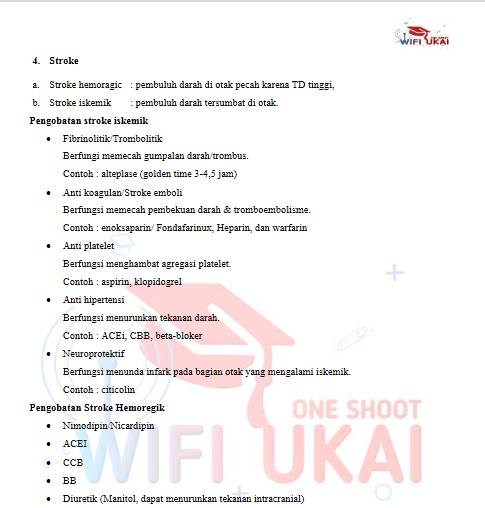 WIFI UKAI
4. Stroke
a. Stroke hemoragic : pembuluh darah di otak pecah karena TD tinggi,
b. Stroke iskemik : pembuluh darah tersumbat di otak.
Pengobatan stroke iskemik
• Fibrinolitik/Trombolitik
Berfungi memecah gumpalan darah/trombus.
Contoh : alteplase (golden time 3-4,5 jam)
• Anti koagulan/Stroke emboli
Berfungsi memecah pembekuan darah & tromboembolisme.
Contoh : enoksaparin/ Fondafarinux, Heparin, dan warfarin
• Anti platelet
Berfungsi menghambat agregasi platelet.
Contoh : aspirin, klopidogrel
• Anti hipertensi
Berfungsi menurunkan tekanan darah.
Contoh : ACEi, CBB, beta-bloker
• Neuroprotektif
Berfungsi menunda infark pada bagian otak yang mengalami iskemik.
Contoh : citicolin
Pengobatan Stroke Hemoregik
• Nimodipin/Nicardipin
• ACEI
• CCB
• BB
• Diuretik (Manitol, dapat menurunkan tekanan intracranial)
ONE SHOOT
WIFI UKAI